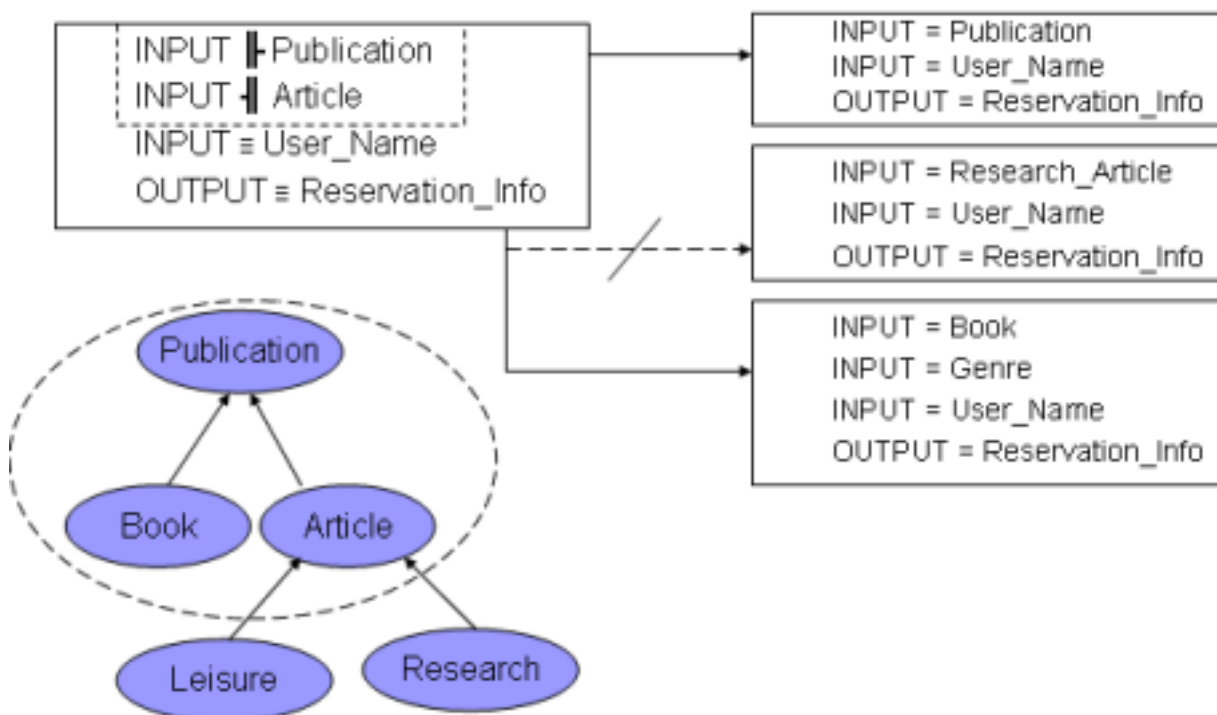 INPUT ╟ Publication
INPUT ╢ Article
INPUT ≡ User_Name
OUTPUT ≡ Reservation_Info
INPUT = Publication
INPUT = User_Name
OUTPUT = Reservation_Info
INPUT = Research_Article
INPUT = User_Name
OUTPUT = Reservation_Info
INPUT = Book
INPUT = Genre
INPUT = User_Name
OUTPUT = Reservation_Info
Publication
Book
Article
Leisure
Research